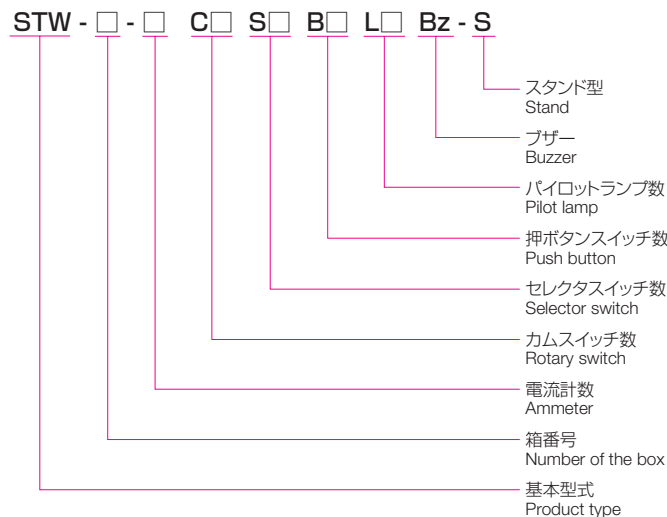 STW - □ - □ C□ S□ B□ L□ Bz - S
スタンド型
Stand
ブザー
Buzzer
パイロットランプ数
Pilot lamp
押ボタンスイッチ数
Push button
セレクタスイッチ数
Selector switch
カムスイッチ数
Rotary switch
電流計数
Ammeter
箱番号
Number of the box
基本型式
Product type